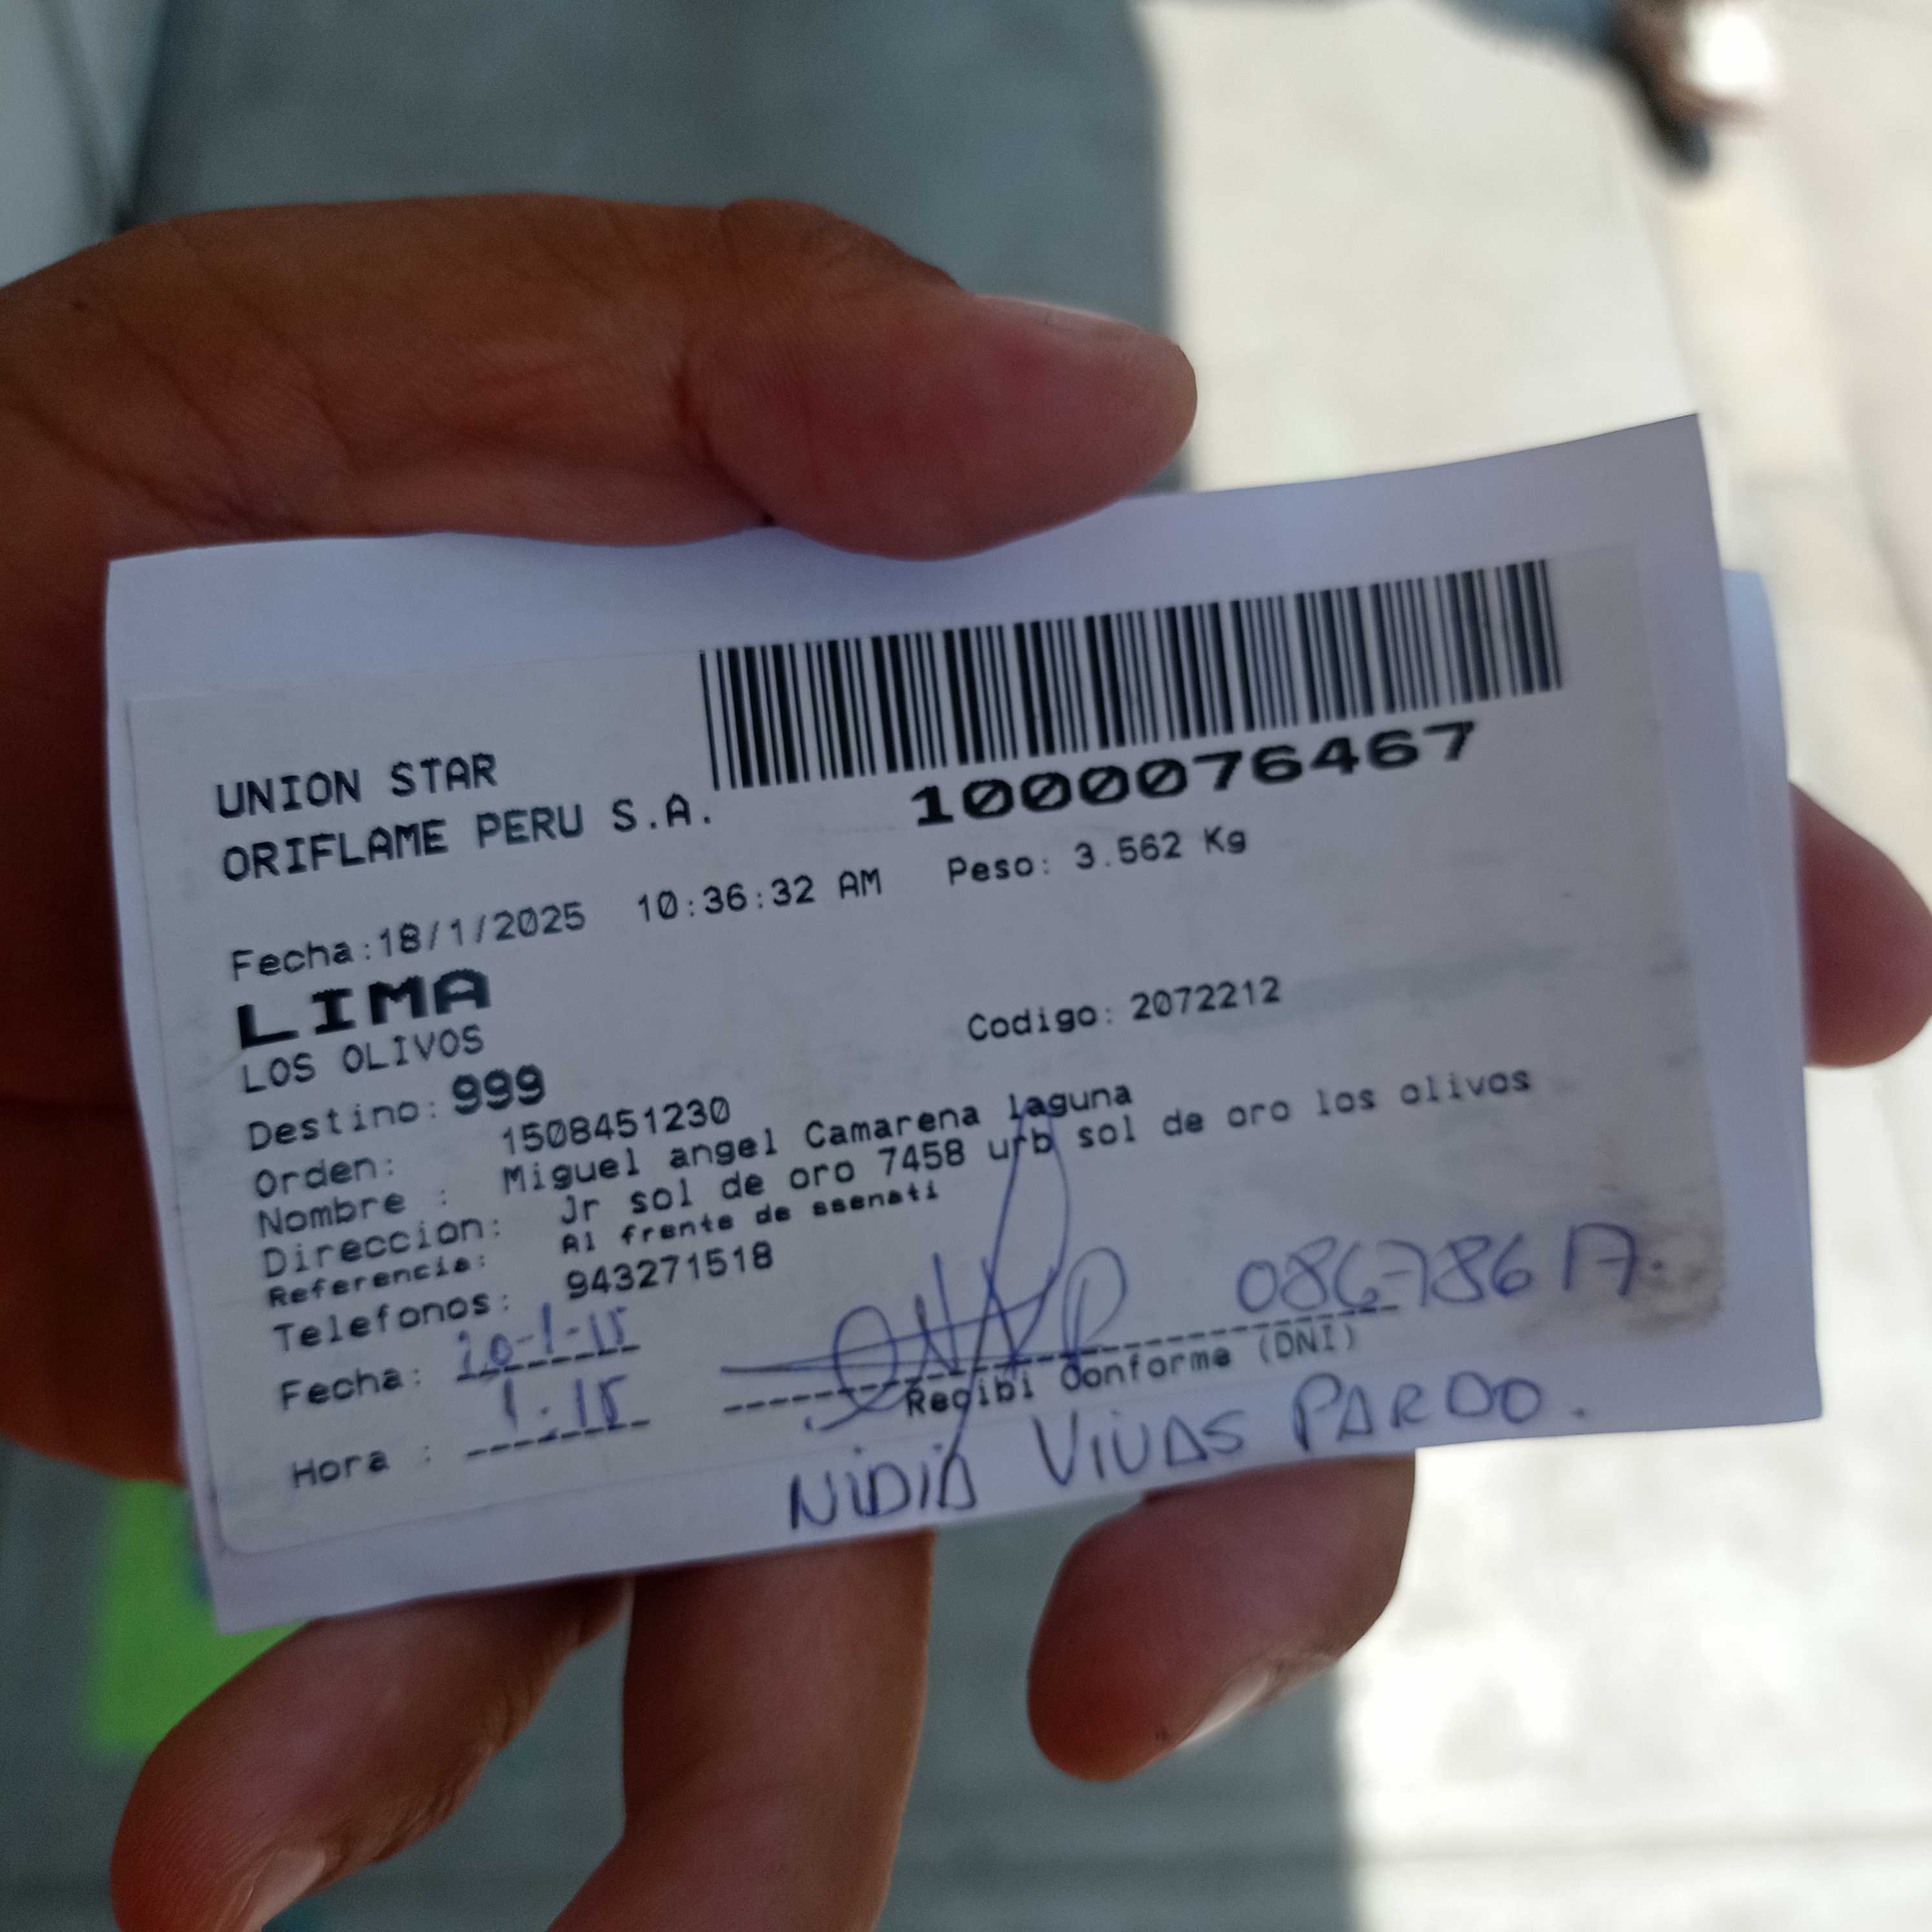 UNION STAR
ORIFLAME PERU S.A.
1000076467
Fecha:18/1/2025 10:36:32 AM Peso: 3.562 Kg
LIMA
LOS OLIVOS
Codigo: 2072212
Destino: 999
Orden: 1508451230
Nombre : Miguel angel Camarena laguna
Direccion: Jr sol de oro 7458 urb sol de oro los olivos
Referencia: Al frente de ssenati
Telefonos: 943271518
Fecha: 20-1-15
Hora : 1:15
Recibi Conforme (DNI)
NIDIA VIVAS PARDO.